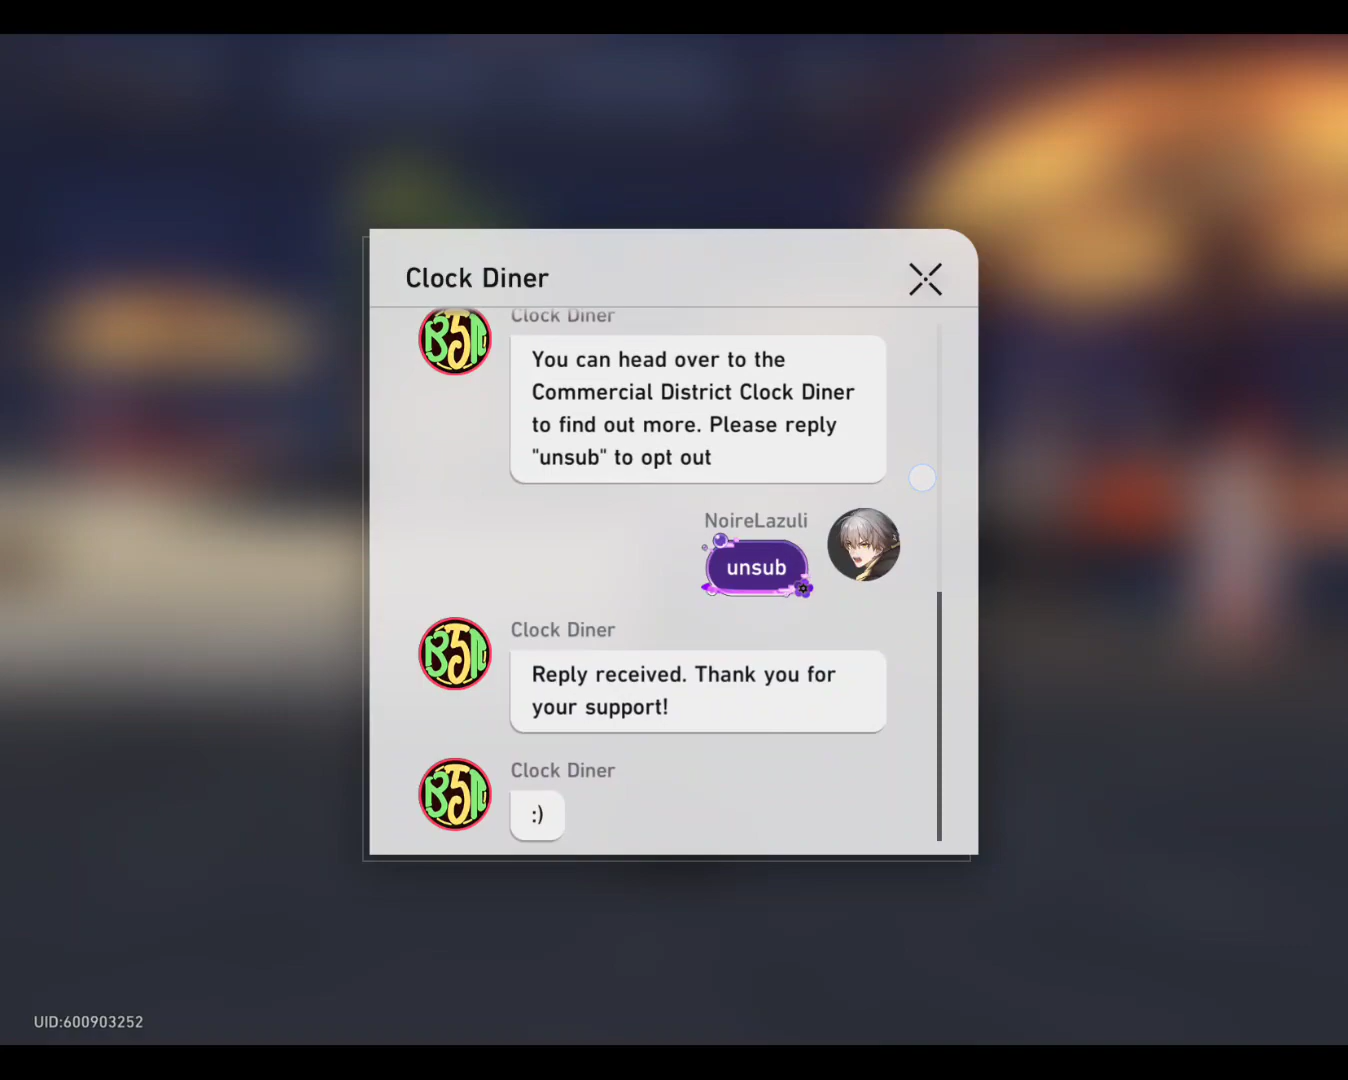 Clock Diner
Clock Diner
You can head over to the
Commercial District Clock Diner
to find out more. Please reply
"unsub" to opt out
NoireLazuli
unsub
Clock Diner
Reply received. Thank you for
your support!
Clock Diner
:)
UID:600903252